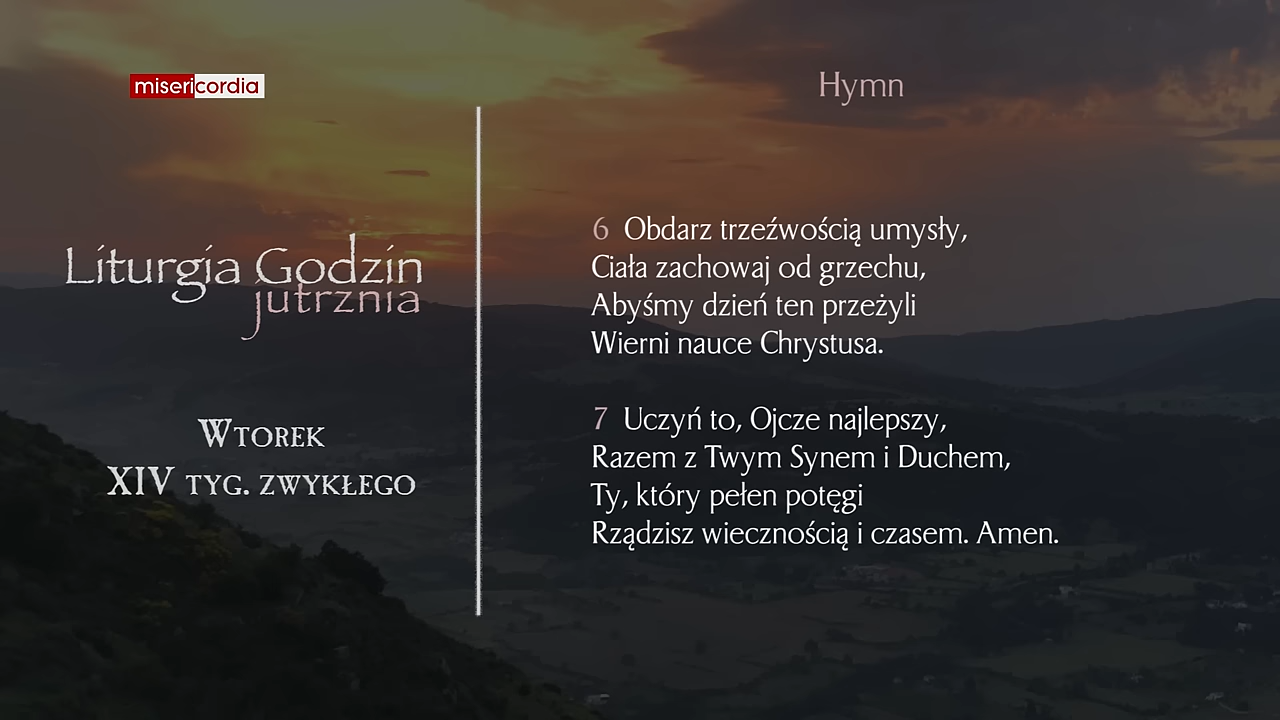 misericordia
Liturgia Godzin
jutrznia
Wtorek
XIV tyg. zwykłego
Hymn
6 Obdarz trzeźwością umysły,
Ciała zachowaj od grzechu,
Abyśmy dzień ten przeżyli
Wierni nauce Chrystusa.
7 Uczyń to, Ojcze najlepszy,
Razem z Twym Synem i Duchem,
Ty, który pełen potęgi
Rządzisz wiecznością i czasem. Amen.